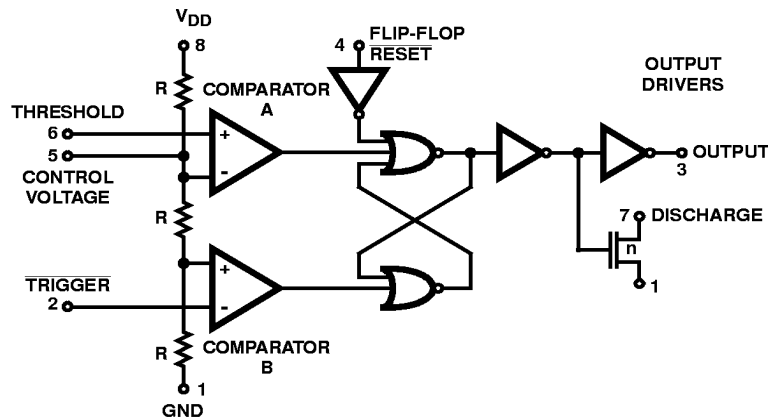 VDD
8
R
THRESHOLD
6
5
CONTROL
VOLTAGE
COMPARATOR
A
+
-
4
FLIP-FLOP
RESET
OUTPUT
DRIVERS
OUTPUT
3
R
TRIGGER
2
+
-
COMPARATOR
B
7 DISCHARGE
n
1
R
1
GND